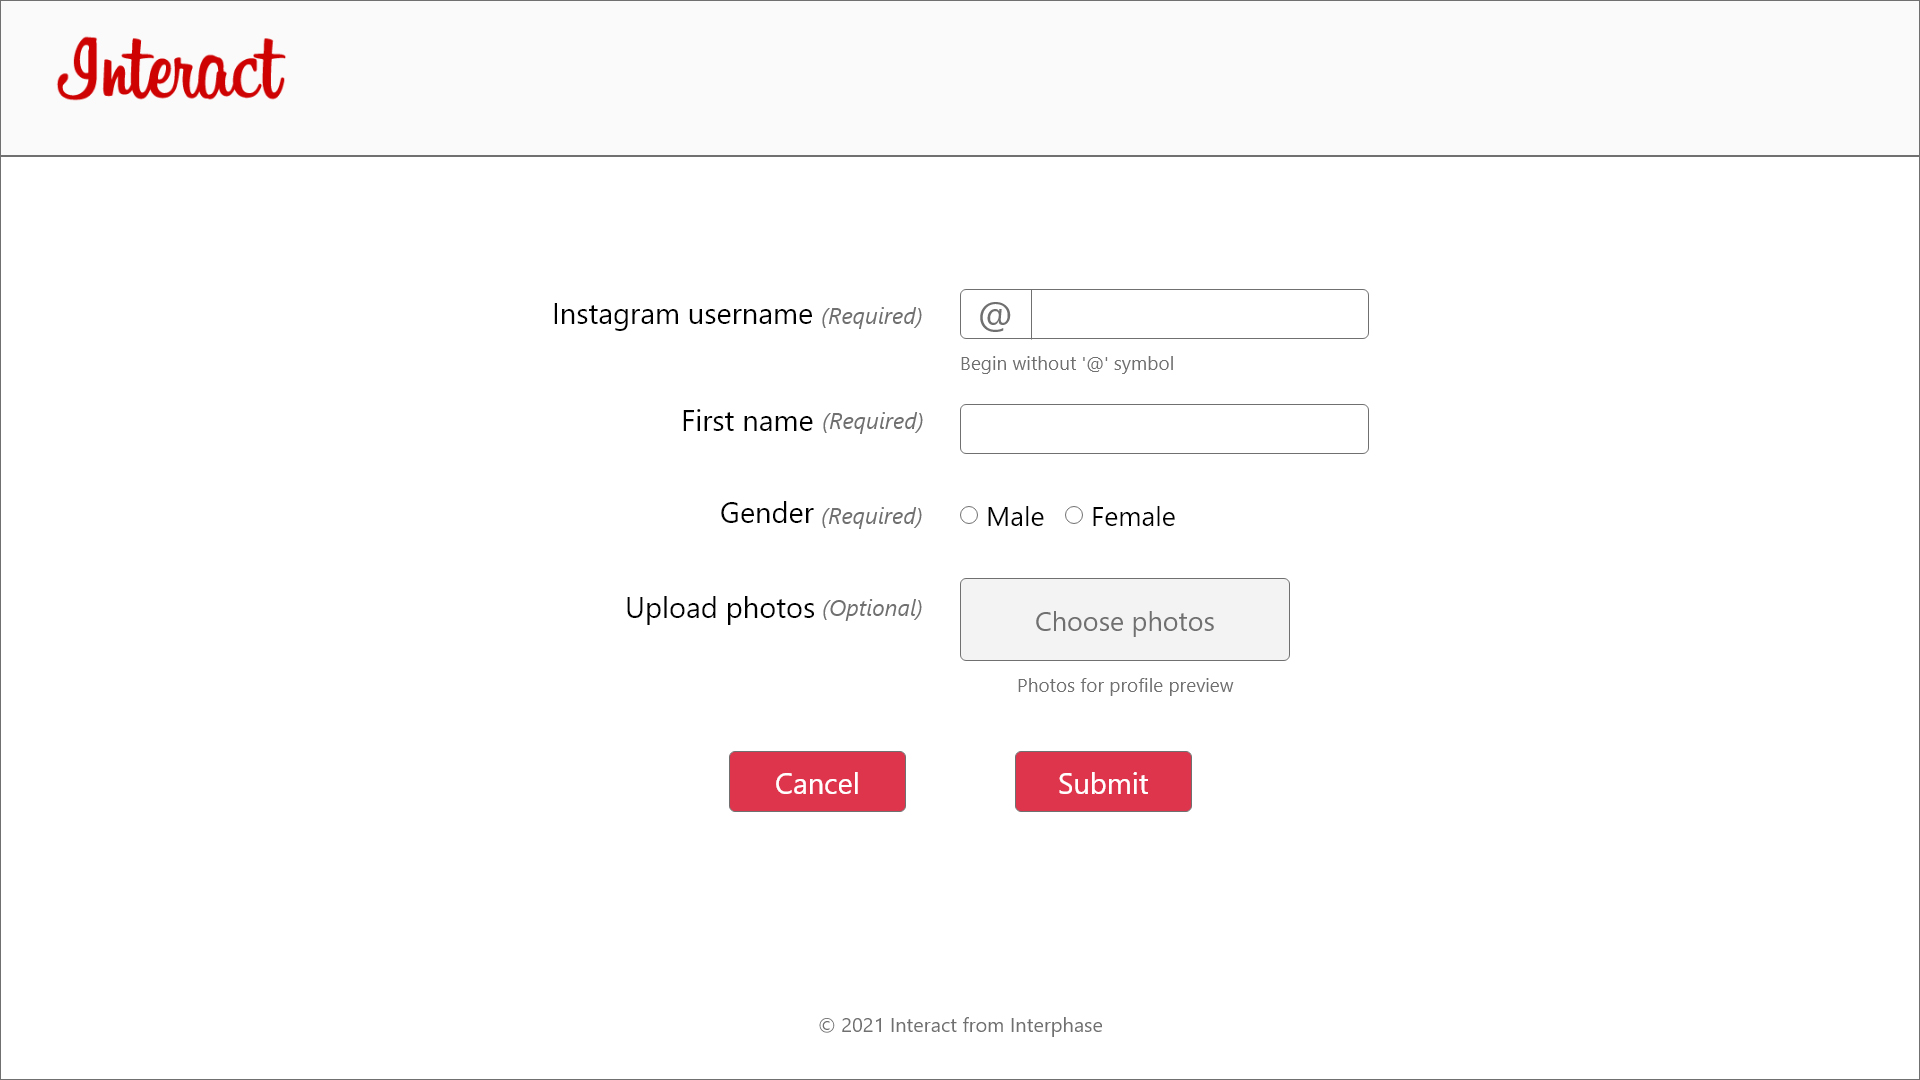 Interact
Instagram username (Required) @
Begin without '@' symbol
First name (Required)
Gender (Required) Male Female
Upload photos (Optional) Choose photos
Photos for profile preview
Cancel Submit
© 2021 Interact from Interphase